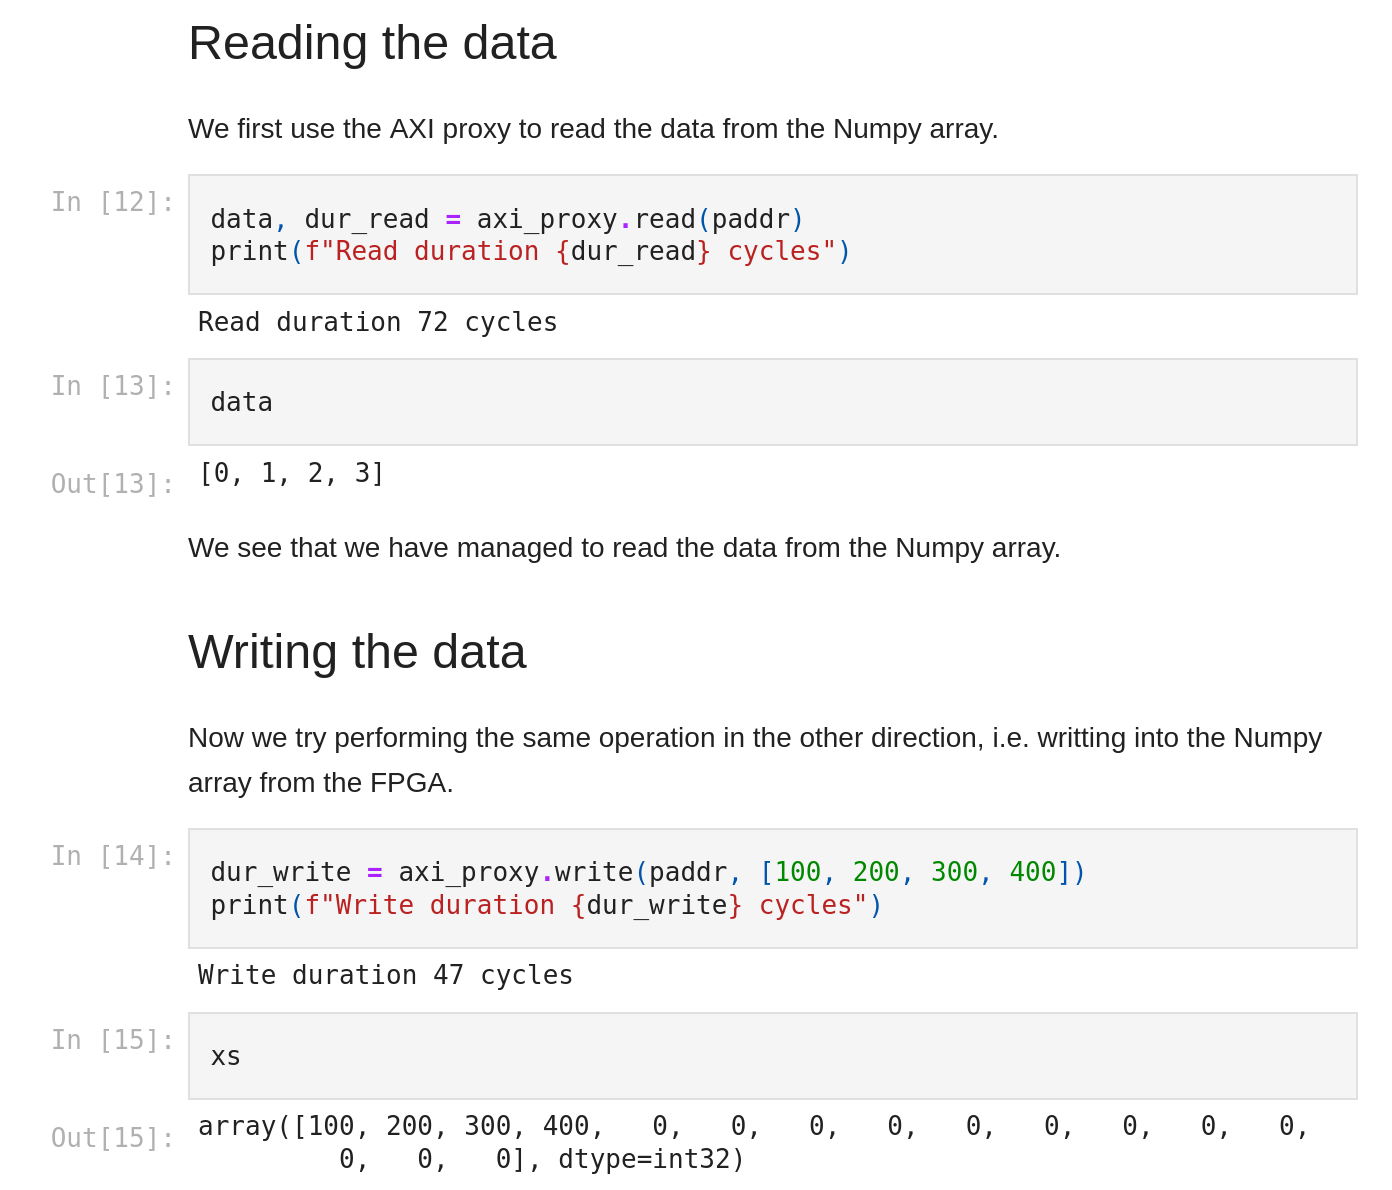 Reading the data
We first use the AXI proxy to read the data from the Numpy array.
In [12]:
data, dur_read = axi_proxy.read(paddr)
print(f"Read duration {dur_read} cycles")
Read duration 72 cycles
In [13]:
data
Out[13]:
[0, 1, 2, 3]
We see that we have managed to read the data from the Numpy array.
Writing the data
Now we try performing the same operation in the other direction, i.e. writting into the Numpy
array from the FPGA.
In [14]:
dur_write = axi_proxy.write(paddr, [100, 200, 300, 400])
print(f"Write duration {dur_write} cycles")
Write duration 47 cycles
In [15]:
xs
Out[15]:
array([100, 200, 300, 400,   0,   0,   0,   0,   0,   0,   0,   0,   0,
         0,   0,   0], dtype=int32)